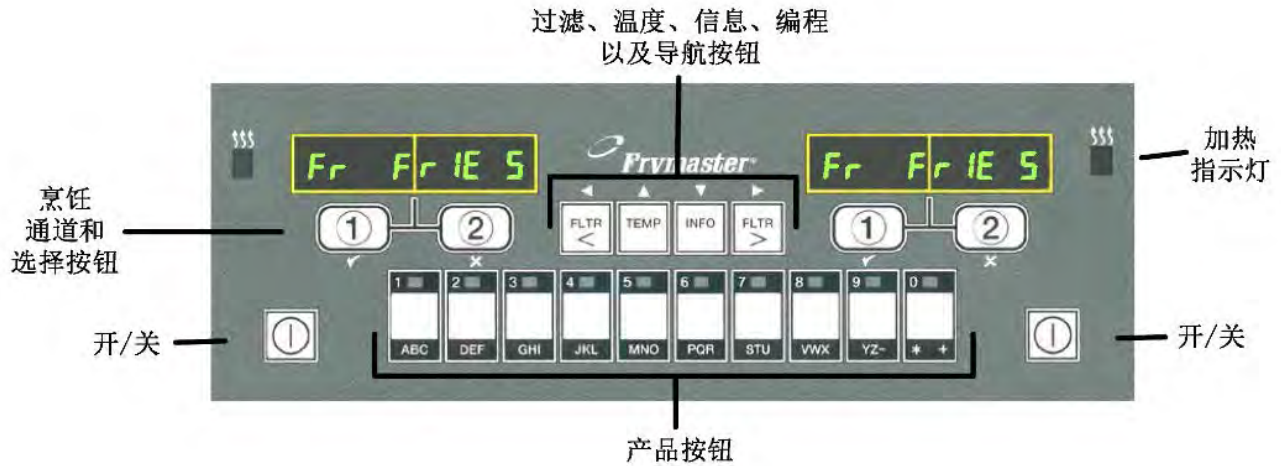 过滤、温度、信息、编程
以及导航按钮
Frymaster
Fr FrIE S
Fr FrIE S
加热
指示灯
烹饪
通道和
选择按钮
1 2
FLTR < TEMP INFO FLTR >
1 2
开/关
1 2 3 4 5 6 7 8 9 0
ABC DEF GHI JKL MNO PQR STU VWX YZ- * +
开/关
产品按钮